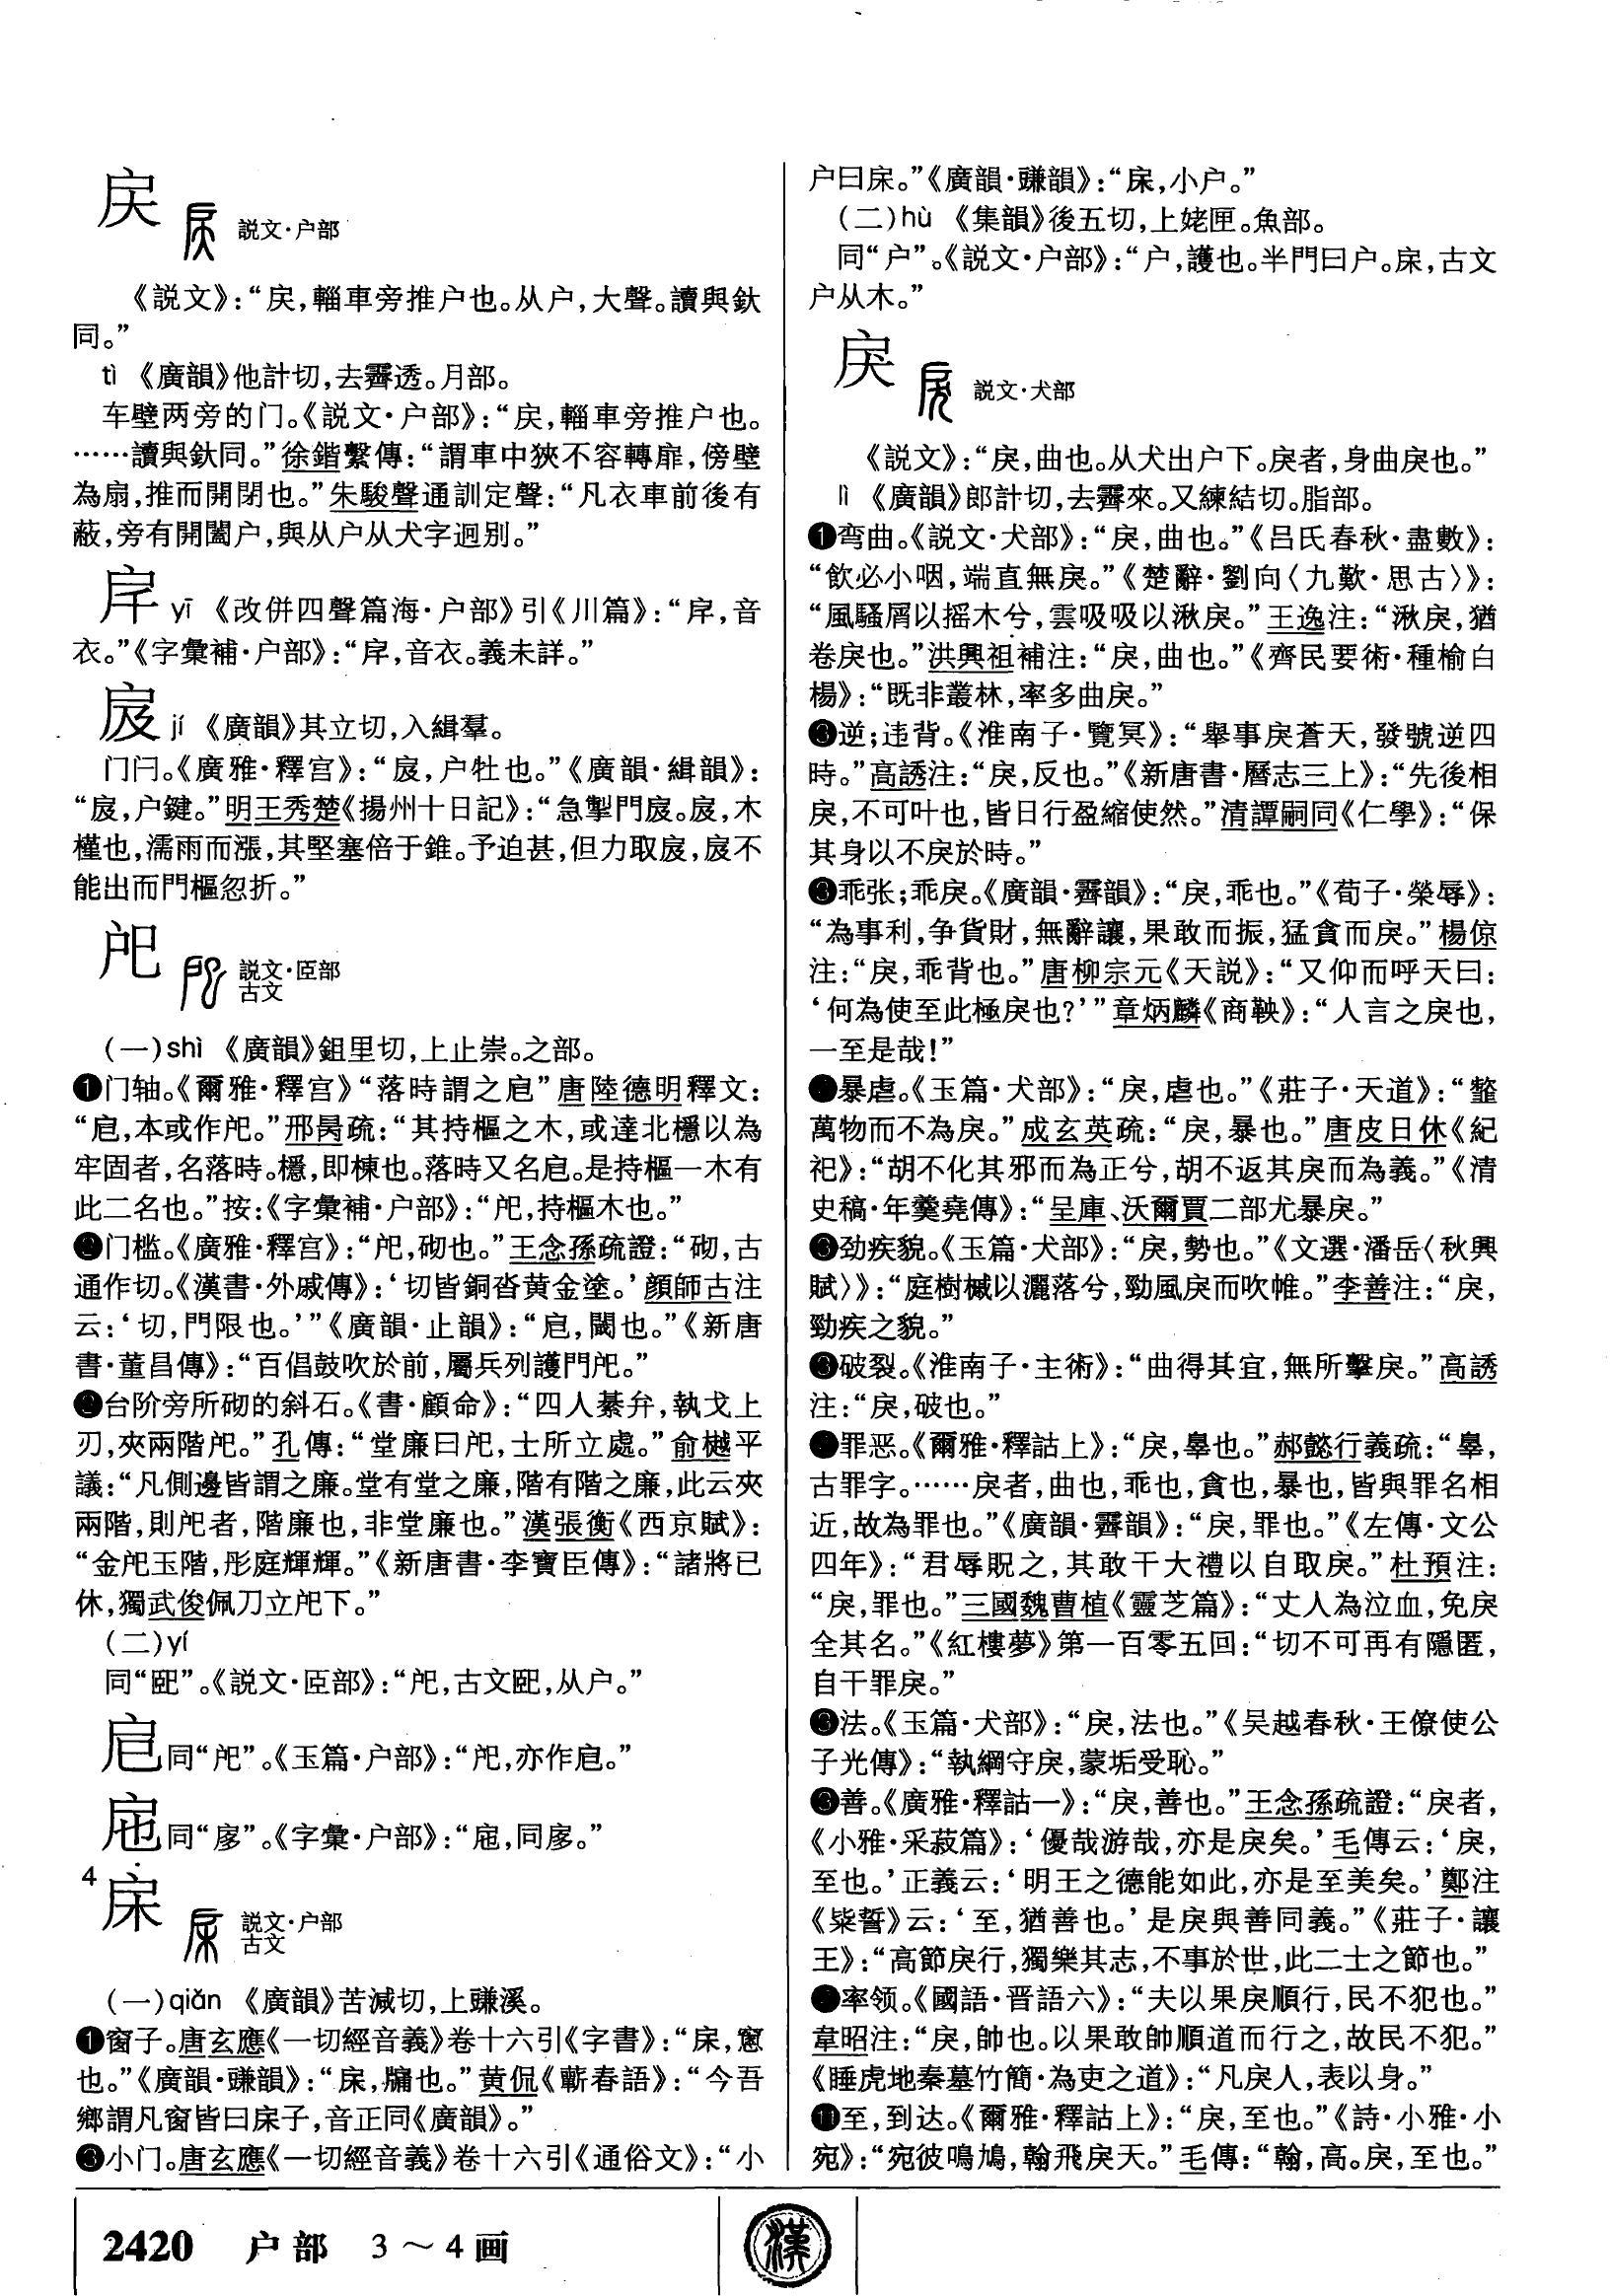 戻
説文·户部
《説文》：“戻，輜車旁推户也。从户，大聲。讀與釱
同。”
tì 《廣韻》他計切，去霽透。月部。
车壁两旁的门。《説文·户部》：“戻，輜車旁推户也。
……讀與釱同。”徐鍇繫傳：“謂車中狹不容轉扉，傍壁
為扇，推而開閉也。”朱駿聲通訓定聲：“凡衣車前後有
蔽，旁有開闔户，與从户从犬字迥别。”
yī 《改併四聲篇海·户部》引《川篇》：“，音
衣。”《字彙補·户部》：“，音衣。義未詳。”
扱 jí 《廣韻》其立切，入緝羣。
门闩。《廣雅·釋宫》：“，户牡也。”《廣韻·緝韻》：
“，户鍵。”明王秀楚《揚州十日記》：“急掣門。，木
槿也，濡雨而漲，其堅塞倍于錐。予迫甚，但力取，不
能出而門樞忽折。”
戺
説文·𦣞部
古文
(一)shì 《廣韻》鉏里切，上止崇。之部。
❶门轴。《爾雅·釋宫》“落時謂之戹”唐陸德明釋文：
“，本或作戺。”邢昺疏：“其持樞之木，或達北檼以為
牢固者，名落時。檼，即棟也。落時又名。是持樞一木有
此二名也。”按：《字彙補·户部》：“戺，持樞木也。”
❷门槛。《廣雅·釋宫》：“戺，砌也。”王念孫疏證：“砌，古
通作切。《漢書·外戚傳》：‘切皆銅沓黄金塗。’顔師古注
云：‘切，門限也。’”《廣韻·止韻》：“，閾也。”《新唐
書·董昌傳》：“百倡鼓吹於前，屬兵列護門戺。”
❸台阶旁所砌的斜石。《書·顧命》：“四人綦弁，執戈上
刃，夾兩階戺。”孔傳：“堂廉曰戺，士所立處。”俞樾平
議：“凡側邊皆謂之廉。堂有堂之廉，階有階之廉，此云夾
兩階，則戺者，階廉也，非堂廉也。”漢張衡《西京賦》：
“金戺玉階，彤庭輝輝。”《新唐書·李寶臣傳》：“諸將已
休，獨武俊佩刀立戺下。”
(二)yí
同“巸”。《説文·𦣞部》：“戺，古文巸，从户。”
同“戺”。《玉篇·户部》：“戺，亦作。”
同“扅”。《字彙·户部》：“，同扅。”
4
床
説文·户部
古文
(一)qiǎn 《廣韻》苦減切，上豏溪。
❶窗子。唐玄應《一切經音義》卷十六引《字書》：“㦿，窻
也。”《廣韻·豏韻》：“㦿，牖也。”黄侃《蘄春語》：“今吾
鄉謂凡窗皆曰㦿子，音正同《廣韻》。”
❷小门。唐玄應《一切經音義》卷十六引《通俗文》：“小
户曰㦿。”《廣韻·豏韻》：“㦿，小户。”
(二)hù 《集韻》後五切，上姥匣。魚部。
同“户”。《説文·户部》：“户，護也。半門曰户。㦿，古文
户从木。”
戾
説文·犬部
《説文》：“戾，曲也。从犬出户下。戾者，身曲戾也。”
lì 《廣韻》郎計切，去霽來。又練結切。脂部。
❶弯曲。《説文·犬部》：“戾，曲也。”《吕氏春秋·盡數》：
“飲必小咽，端直無戾。”《楚辭·劉向〈九歎·思古〉》：
“風騷屑以摇木兮，雲吸吸以湫戾。”王逸注：“湫戾，猶
卷戾也。”洪興祖補注：“戾，曲也。”《齊民要術·種榆白
楊》：“既非叢林，率多曲戾。”
❷逆；违背。《淮南子·覽冥》：“舉事戾蒼天，發號逆四
時。”高誘注：“戾，反也。”《新唐書·曆志三上》：“先後相
戾，不可叶也，皆日行盈縮使然。”清譚嗣同《仁學》：“保
其身以不戾於時。”
❸乖张；乖戾。《廣韻·霽韻》：“戾，乖也。”《荀子·榮辱》：
“為事利，争貨財，無辭讓，果敢而振，猛貪而戾。”楊倞
注：“戾，乖背也。”唐柳宗元《天説》：“又仰而呼天曰：
‘何為使至此極戾也？’”章炳麟《商鞅》：“人言之戾也，
一至是哉！”
❹暴虐。《玉篇·犬部》：“戾，虐也。”《莊子·天道》：“𩐋
萬物而不為戾。”成玄英疏：“戾，暴也。”唐皮日休《紀
祀》：“胡不化其邪而為正兮，胡不返其戾而為義。”《清
史稿·年羹堯傳》：“呈庫、沃爾賈二部尤暴戾。”
❺劲疾貌。《玉篇·犬部》：“戾，勢也。”《文選·潘岳〈秋興
賦〉》：“庭樹槭以灑落兮，勁風戾而吹帷。”李善注：“戾，
勁疾之貌。”
❻破裂。《淮南子·主術》：“曲得其宜，無所擊戾。”高誘
注：“戾，破也。”
❼罪恶。《爾雅·釋詁上》：“戾，辠也。”郝懿行義疏：“辠，
古罪字。……戾者，曲也，乖也，貪也，暴也，皆與罪名相
近，故為罪也。”《廣韻·霽韻》：“戾，罪也。”《左傳·文公
四年》：“君辱貺之，其敢干大禮以自取戾。”杜預注：
“戾，罪也。”三國魏曹植《靈芝篇》：“丈人為泣血，免戾
全其名。”《紅樓夢》第一百零五回：“切不可再有隱匿，
自干罪戾。”
❽法。《玉篇·犬部》：“戾，法也。”《吴越春秋·王僚使公
子光傳》：“執綱守戾，蒙垢受恥。”
❾善。《廣雅·釋詁一》：“戾，善也。”王念孫疏證：“戾者，
《小雅·采菽篇》：‘優哉游哉，亦是戾矣。’毛傳云：‘戾，
至也。’正義云：‘明王之德能如此，亦是至美矣。’鄭注
《粊誓》云：‘至，猶善也。’是戾與善同義。”《莊子·讓
王》：“高節戾行，獨樂其志，不事於世，此二士之節也。”
❿率领。《國語·晋語六》：“夫以果戾順行，民不犯也。”
韋昭注：“戾，帥也。以果敢帥順道而行之，故民不犯。”
《睡虎地秦墓竹簡·為吏之道》：“凡戾人，表以身。”
⓫至，到达。《爾雅·釋詁上》：“戾，至也。”《詩·小雅·小
宛》：“宛彼鳴鳩，翰飛戾天。”毛傳：“翰，高。戾，至也。”
2420 户部 3～4画
漢